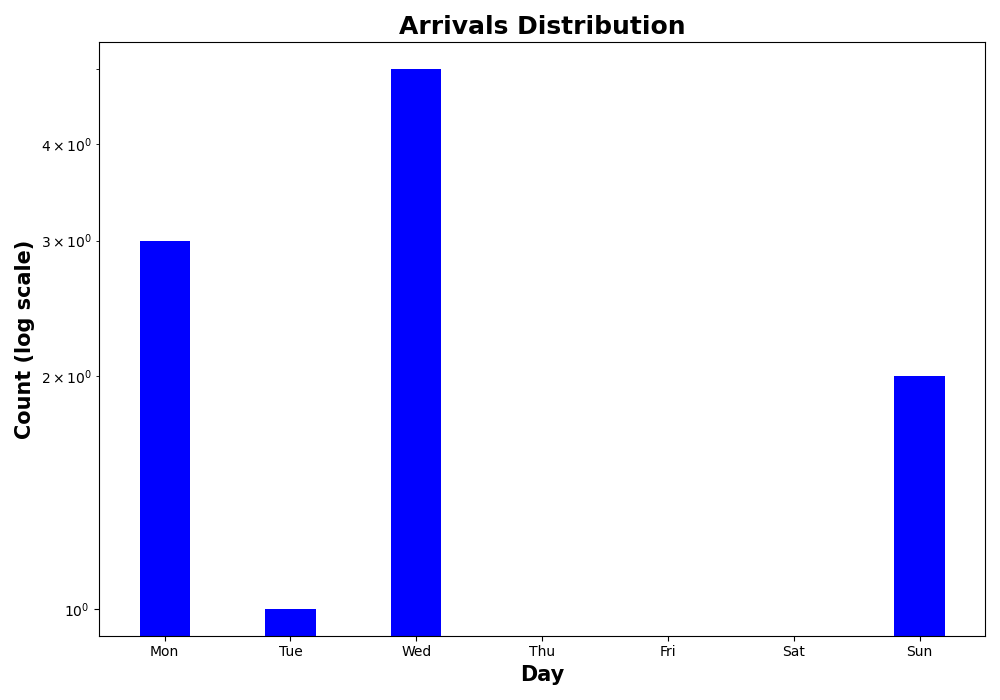 Arrivals Distribution
Count (log scale)
4 × 10⁰
3 × 10⁰
2 × 10⁰
10⁰
Mon Tue Wed Thu Fri Sat Sun
Day